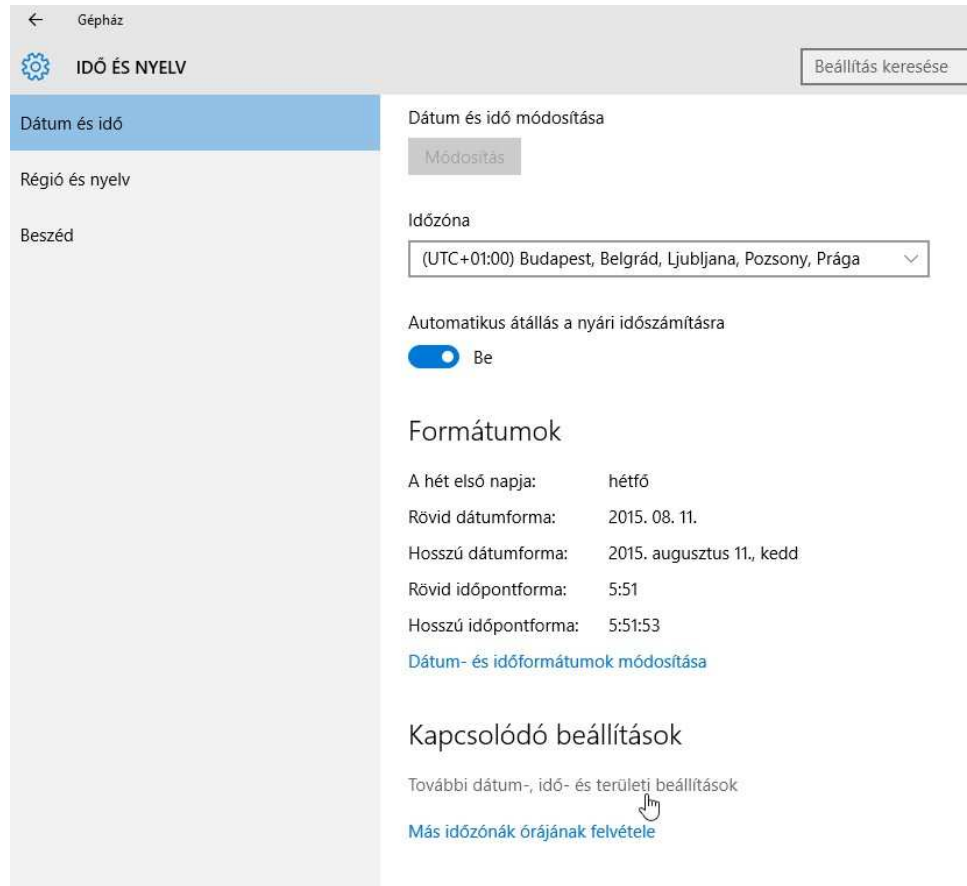 Gépház
IDŐ ÉS NYELV
Beállítás keresése
Dátum és idő
Régió és nyelv
Beszéd
Dátum és idő módosítása
Módosítás
Időzóna
(UTC+01:00) Budapest, Belgrád, Ljubljana, Pozsony, Prága
Automatikus átállás a nyári időszámításra
Be
Formátumok
A hét első napja: hétfő
Rövid dátumforma: 2015. 08. 11.
Hosszú dátumforma: 2015. augusztus 11., kedd
Rövid időpontforma: 5:51
Hosszú időpontforma: 5:51:53
Dátum- és időformátumok módosítása
Kapcsolódó beállítások
További dátum-, idő- és területi beállítások
Más időzónák órájának felvétele